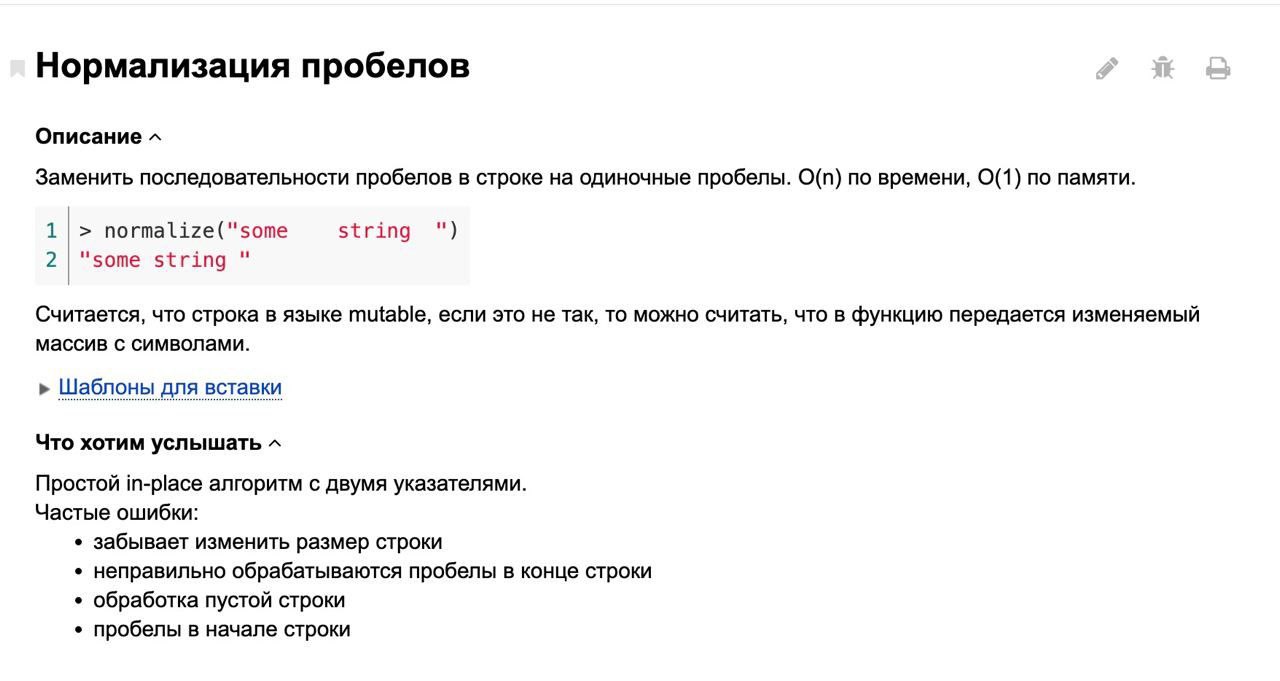 Нормализация пробелов
Описание
Заменить последовательности пробелов в строке на одиночные пробелы. O(n) по времени, O(1) по памяти.
1 > normalize("some    string  ")
2 "some string "
Считается, что строка в языке mutable, если это не так, то можно считать, что в функцию передается изменяемый
массив с символами.
Шаблоны для вставки
Что хотим услышать
Простой in-place алгоритм с двумя указателями.
Частые ошибки:
• забывает изменить размер строки
• неправильно обрабатываются пробелы в конце строки
• обработка пустой строки
• пробелы в начале строки